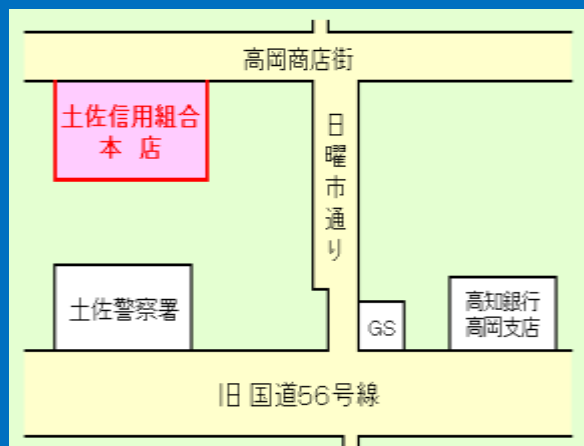 高岡商店街
土佐信用組合
本店
日曜市通り
土佐警察署
GS
高知銀行
高岡支店
旧国道56号線